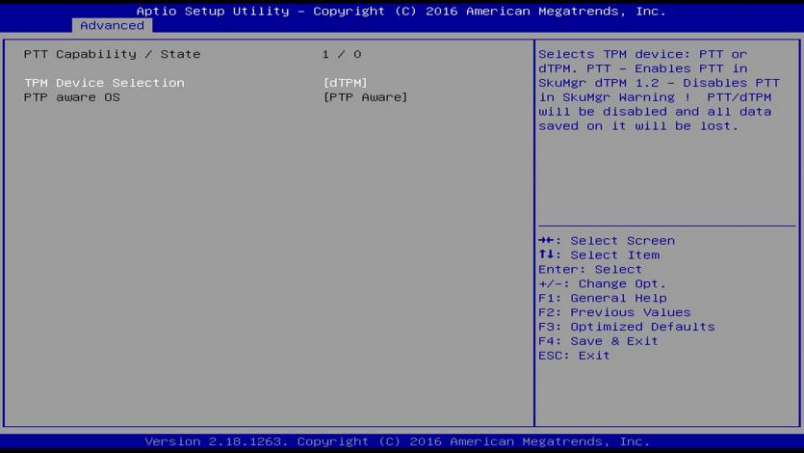 Aptio Setup Utility – Copyright (C) 2016 American Megatrends, Inc.
Advanced
PTT Capability / State 1 / 0
TPM Device Selection [dTPM]
PTP aware OS [PTP Aware]
Selects TPM device: PTT or
dTPM. PTT – Enables PTT in
SkuMgr dTPM 1.2 – Disables PTT
in SkuMgr Warning ! PTT/dTPM
will be disabled and all data
saved on it will be lost.
→←: Select Screen
↑↓: Select Item
Enter: Select
+/-: Change Opt.
F1: General Help
F2: Previous Values
F3: Optimized Defaults
F4: Save & Exit
ESC: Exit
Version 2.18.1263. Copyright (C) 2016 American Megatrends, Inc.